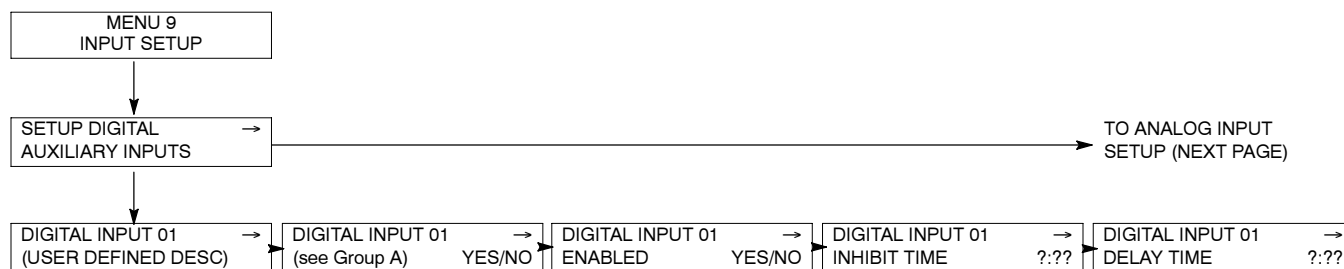 MENU 9
INPUT SETUP
SETUP DIGITAL →
AUXILIARY INPUTS
TO ANALOG INPUT
SETUP (NEXT PAGE)
DIGITAL INPUT 01 →
(USER DEFINED DESC)
DIGITAL INPUT 01 →
(see Group A) YES/NO
DIGITAL INPUT 01 →
ENABLED YES/NO
DIGITAL INPUT 01 →
INHIBIT TIME ?:??
DIGITAL INPUT 01 →
DELAY TIME ?:??